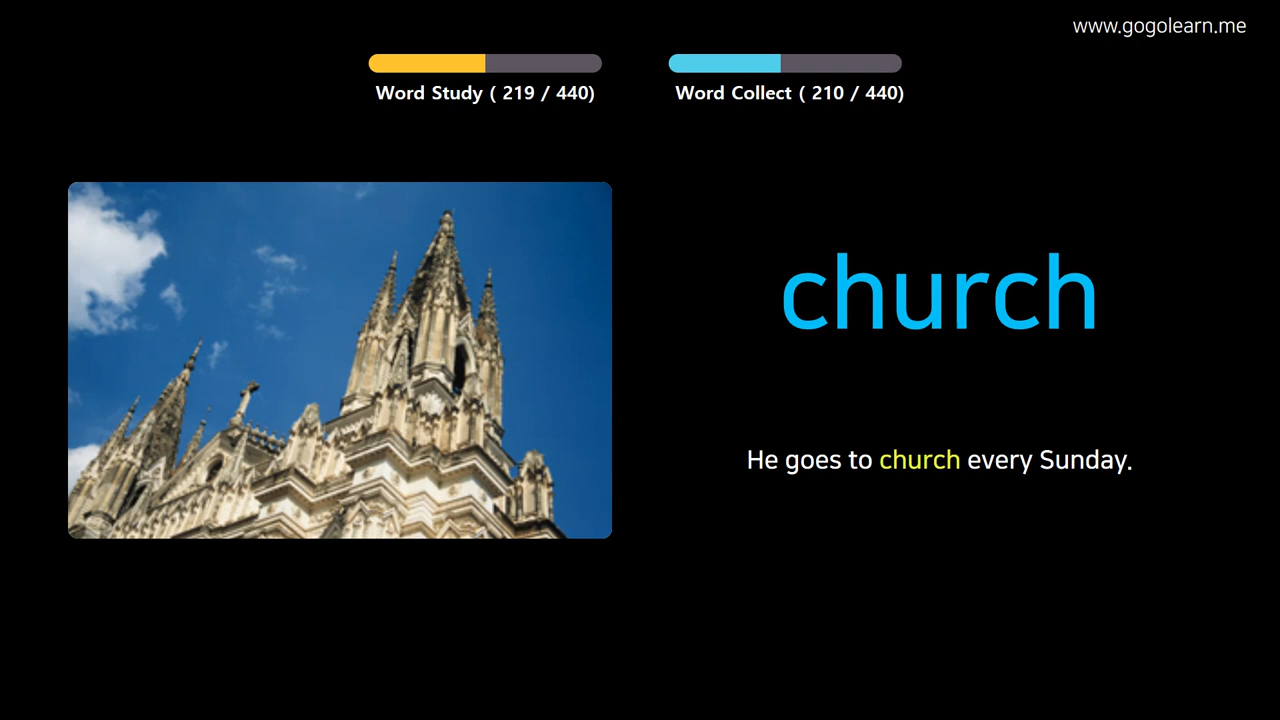 www.gogolearn.me
Word Study ( 219 / 440)
Word Collect ( 210 / 440)
church
He goes to church every Sunday.